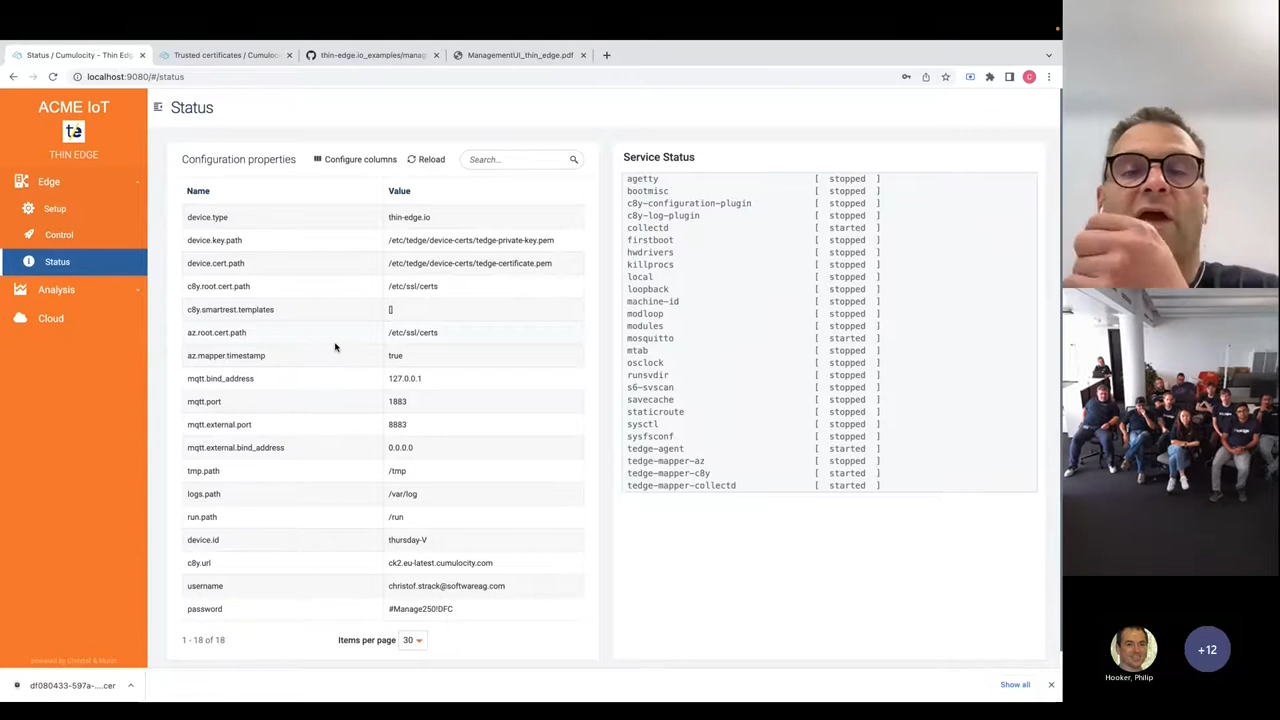 Status / Cumulocity - Thin Edg
Trusted certificates / Cumuloc
thin-edge.io_examples/manag
ManagementUI_thin_edge.pdf
localhost:9080/#/status
C
ACME IoT
te
THIN EDGE
Edge
Setup
Control
Status
Analysis
Cloud
Status
Configuration properties
Configure columns
Reload
Search...
Name Value
device.type thin-edge.io
device.key.path /etc/tedge/device-certs/tedge-private-key.pem
device.cert.path /etc/tedge/device-certs/tedge-certificate.pem
c8y.root.cert.path /etc/ssl/certs
c8y.smartrest.templates []
az.root.cert.path /etc/ssl/certs
az.mapper.timestamp true
mqtt.bind_address 127.0.0.1
mqtt.port 1883
mqtt.external.port 8883
mqtt.external.bind_address 0.0.0.0
tmp.path /tmp
logs.path /var/log
run.path /run
device.id thursday-V
c8y.url ck2.eu-latest.cumulocity.com
username christof.strack@softwareag.com
password #Manage250!DFC
1 - 18 of 18
Items per page 30
Service Status
agetty [ stopped ]
bootmisc [ stopped ]
c8y-configuration-plugin [ stopped ]
c8y-log-plugin [ stopped ]
collectd [ started ]
firstboot [ stopped ]
hwdrivers [ stopped ]
killprocs [ stopped ]
local [ stopped ]
loopback [ stopped ]
machine-id [ stopped ]
modloop [ stopped ]
modules [ stopped ]
mosquitto [ started ]
mtab [ stopped ]
osclock [ stopped ]
runsvdir [ stopped ]
s6-svscan [ stopped ]
savecache [ stopped ]
staticroute [ stopped ]
sysctl [ stopped ]
sysfsconf [ stopped ]
tedge-agent [ started ]
tedge-mapper-az [ stopped ]
tedge-mapper-c8y [ started ]
tedge-mapper-collectd [ started ]
powered by Christof & Murat
df080433-597a-....cer
Show all
Hooker, Philip
+12